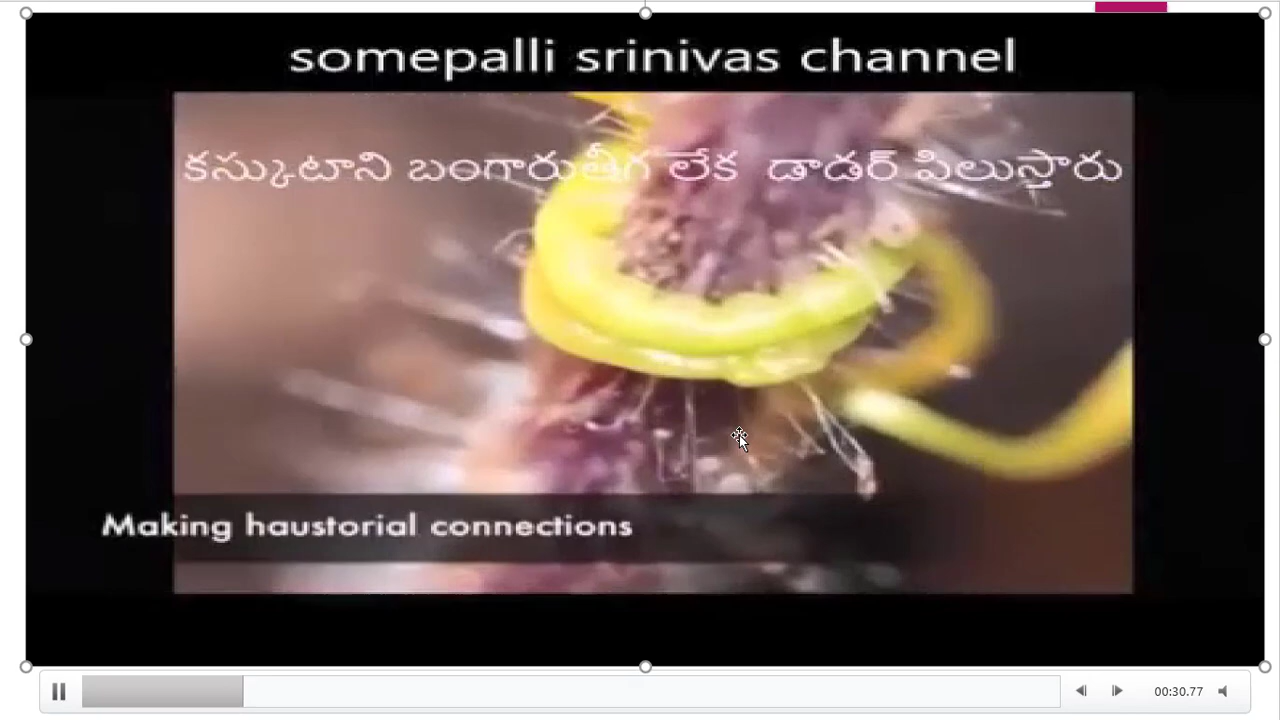 somepalli srinivas channel
కస్కుటాని బంగారుతీగ లేక డాడర్ పిలుస్తారు
Making haustorial connections
00:30.77